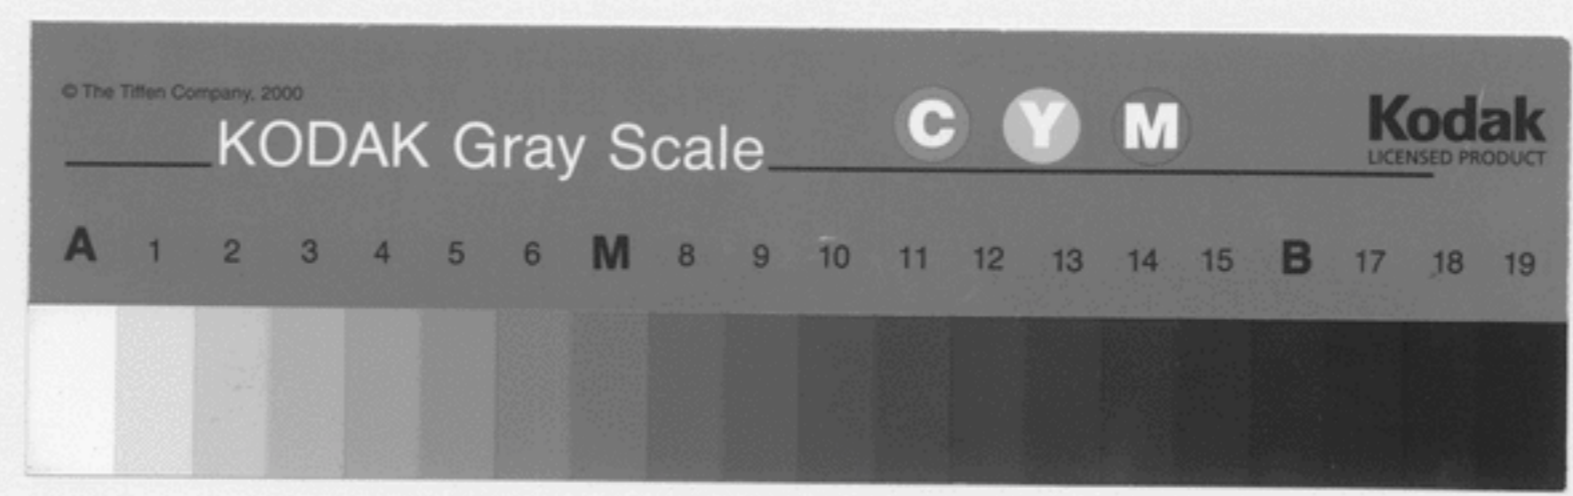 © The Tiffen Company, 2000
KODAK Gray Scale
C Y M
Kodak
LICENSED PRODUCT
A 1 2 3 4 5 6 M 8 9 10 11 12 13 14 15 B 17 18 19